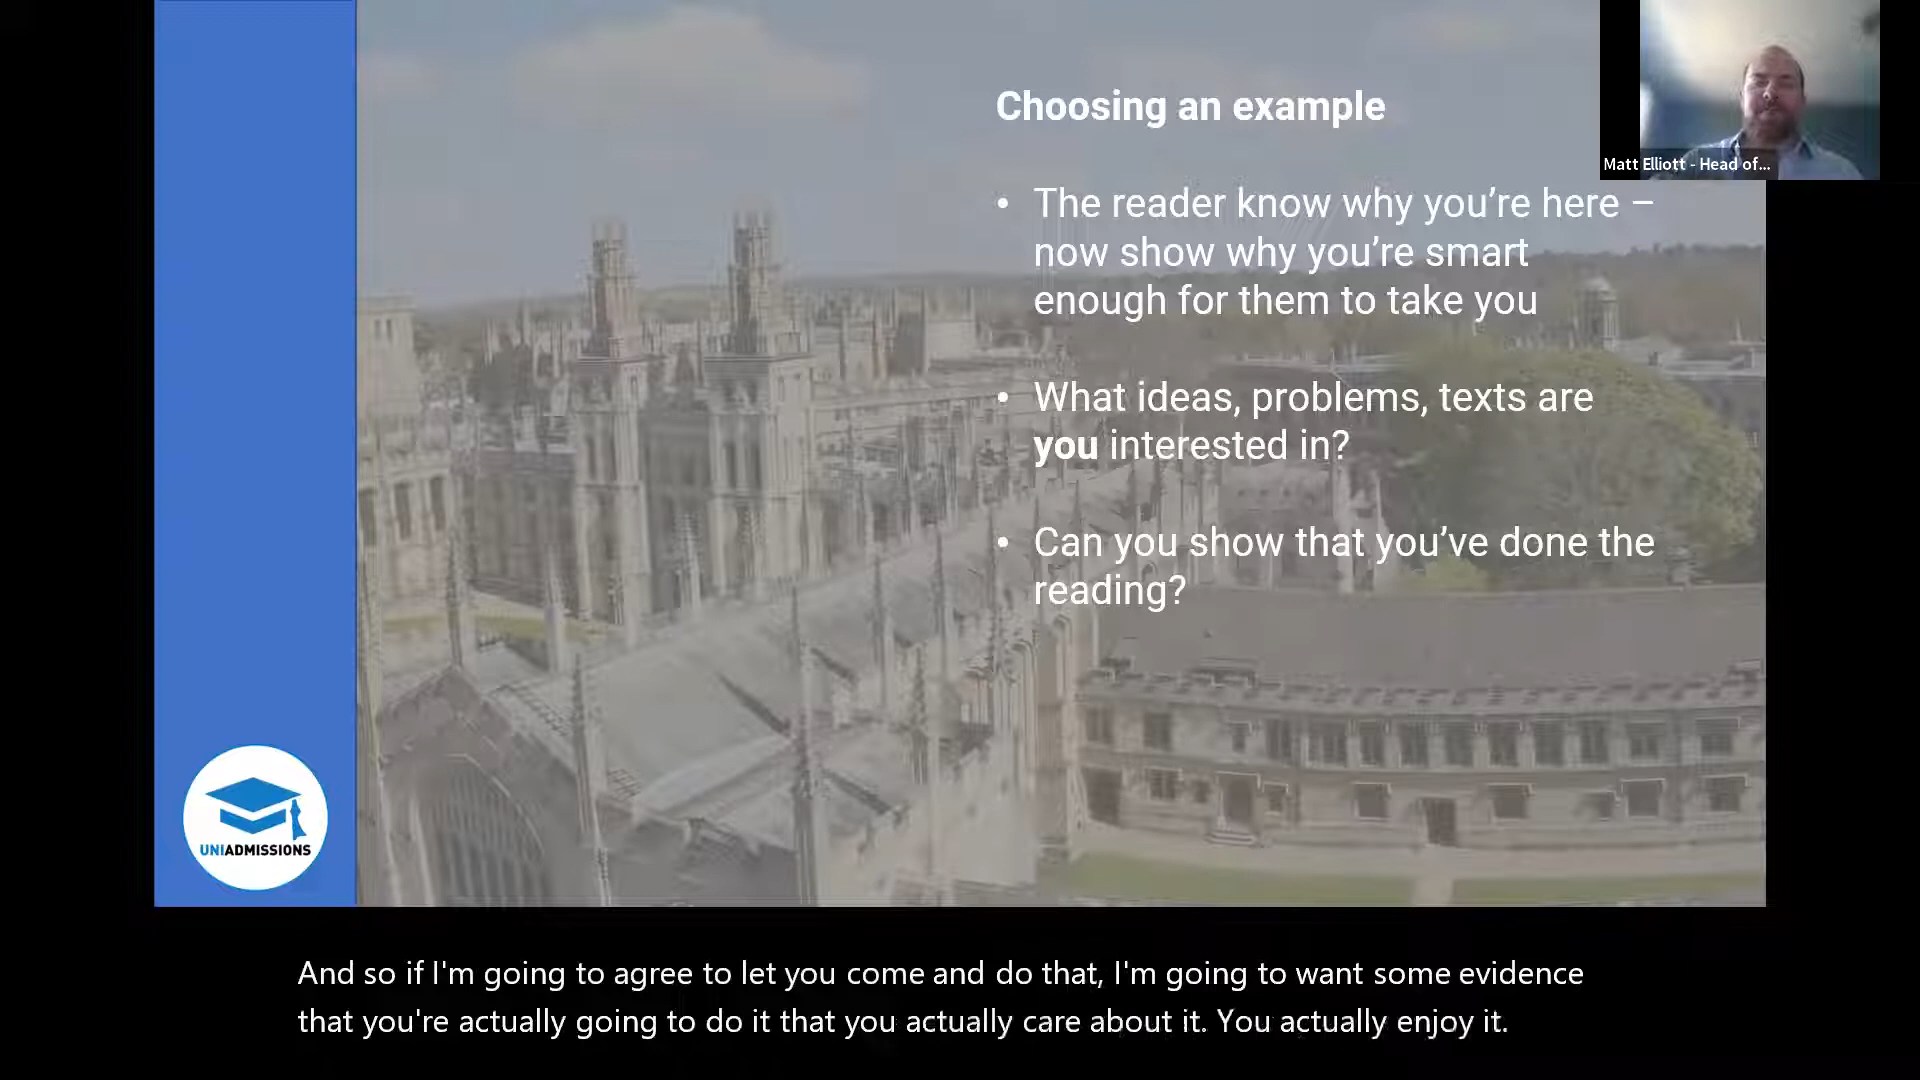 Choosing an example
Matt Elliott - Head of...
• The reader know why you’re here –
now show why you’re smart
enough for them to take you
• What ideas, problems, texts are
you interested in?
• Can you show that you’ve done the
reading?
UNIADMISSIONS
And so if I'm going to agree to let you come and do that, I'm going to want some evidence
that you're actually going to do it that you actually care about it. You actually enjoy it.